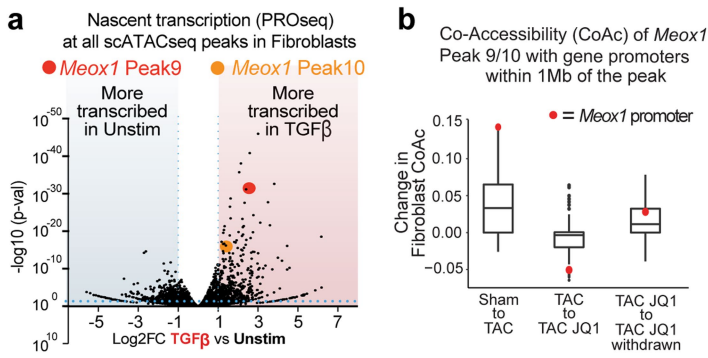 a
Nascent transcription (PROseq)
at all scATACseq peaks in Fibroblasts
Meox1 Peak9
Meox1 Peak10
More
transcribed
in Unstim
More
transcribed
in TGFβ
-log10 (p-val)
10^-50
10^-40
10^-30
10^-20
10^-10
10^0
10^10
-5
-3
-1
1
3
5
7
Log2FC TGFβ vs Unstim
b
Co-Accessibility (CoAc) of Meox1
Peak 9/10 with gene promoters
within 1Mb of the peak
= Meox1 promoter
Change in
Fibroblast CoAc
0.15
0.10
0.05
0.00
−0.05
Sham
to
TAC
TAC
to
TAC JQ1
TAC JQ1
to
TAC JQ1
withdrawn